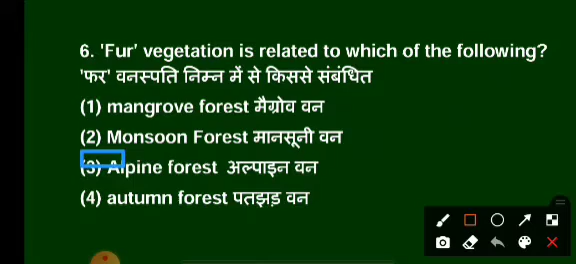 6. 'Fur' vegetation is related to which of the following?
'फर' वनस्पति निम्न में से किससे संबंधित
(1) mangrove forest मैग्रोव वन
(2) Monsoon Forest मानसूनी वन
(3) Alpine forest अल्पाइन वन
(4) autumn forest पतझड़ वन